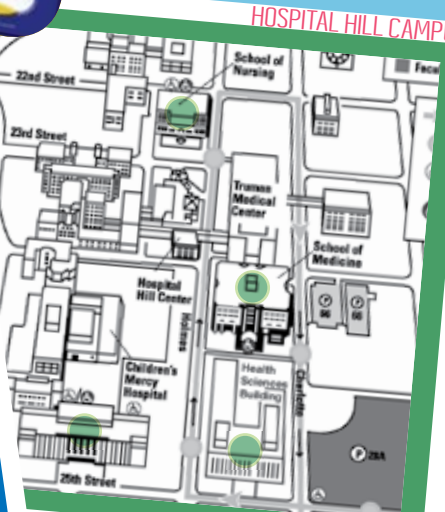 HOSPITAL HILL CAMP
School of
Nursing
22nd Street
23rd Street
Truman
Medical
Center
School of
Medicine
Hospital
Hill Center
Holmes
Children's
Mercy
Hospital
Health
Sciences
Building
Charlotte
25th Street